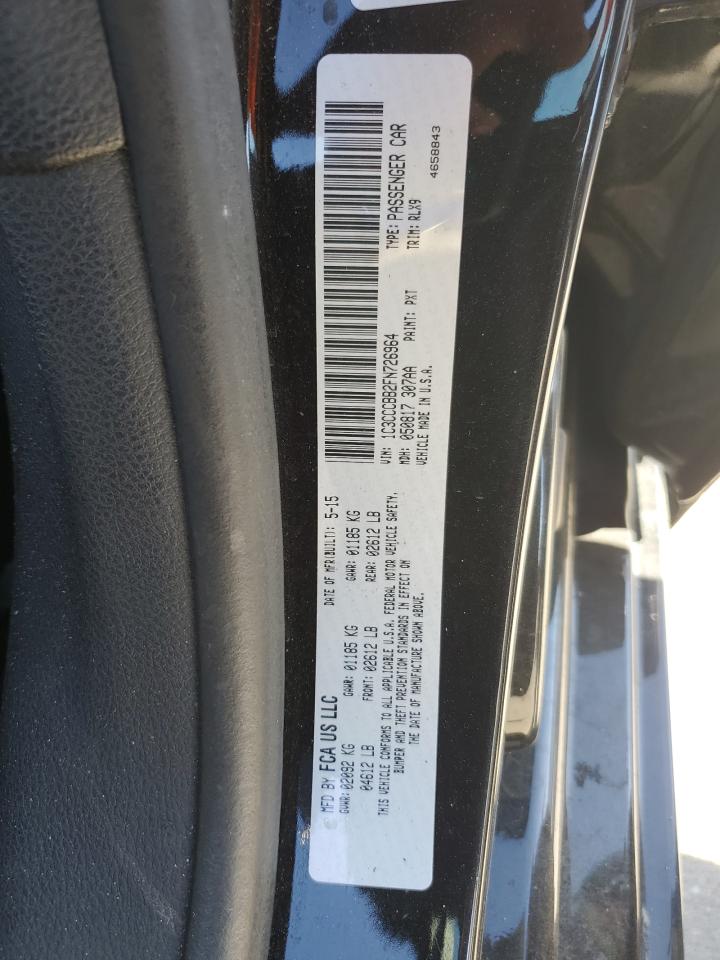 MFD BY FCA US LLC
DATE OF MFR(BUILT): 5-15
GVWR: 02092 KG
GAWR: 01185 KG
GAWR: 01185 KG
04612 LB
FRONT: 02612 LB
REAR: 02612 LB
THIS VEHICLE CONFORMS TO ALL APPLICABLE U.S.A. FEDERAL MOTOR VEHICLE SAFETY,
BUMPER AND THEFT PREVENTION STANDARDS IN EFFECT ON
THE DATE OF MANUFACTURE SHOWN ABOVE.
VIN: 1C3CCCBB2FN726964
TYPE: PASSENGER CAR
MDH: 050817 307AA
PAINT: PXT
TRIM: RLX9
VEHICLE MADE IN U.S.A.
4658843